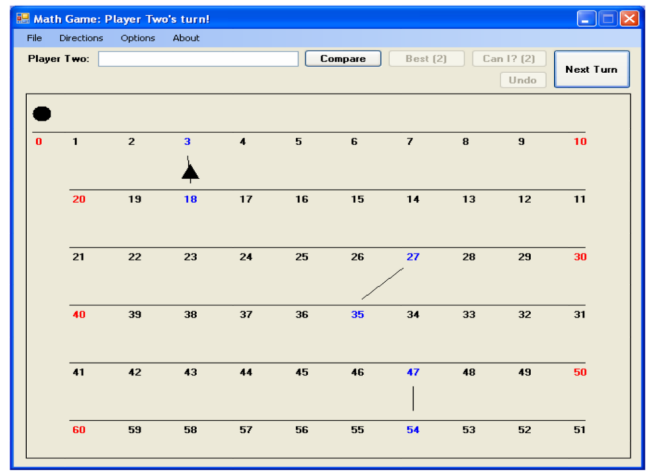 Math Game: Player Two's turn!
File Directions Options About
Player Two: Compare Best (2) Can I? (2) Next Turn
Undo
0 1 2 3 4 5 6 7 8 9 10
20 19 18 17 16 15 14 13 12 11
21 22 23 24 25 26 27 28 29 30
40 39 38 37 36 35 34 33 32 31
41 42 43 44 45 46 47 48 49 50
60 59 58 57 56 55 54 53 52 51